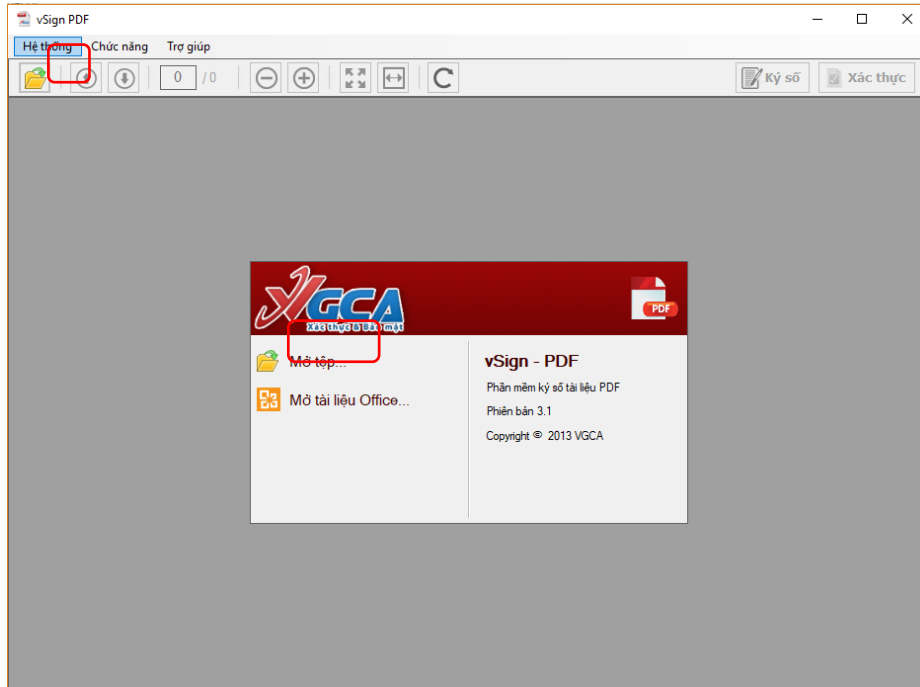 vSign PDF
Hệ thống Chức năng Trợ giúp
0 / 0 Ký số Xác thực
VGCA
Xác thực & Bảo mật
PDF
Mở tệp...
Mở tài liệu Office...
vSign - PDF
Phần mềm ký số tài liệu PDF
Phiên bản 3.1
Copyright © 2013 VGCA